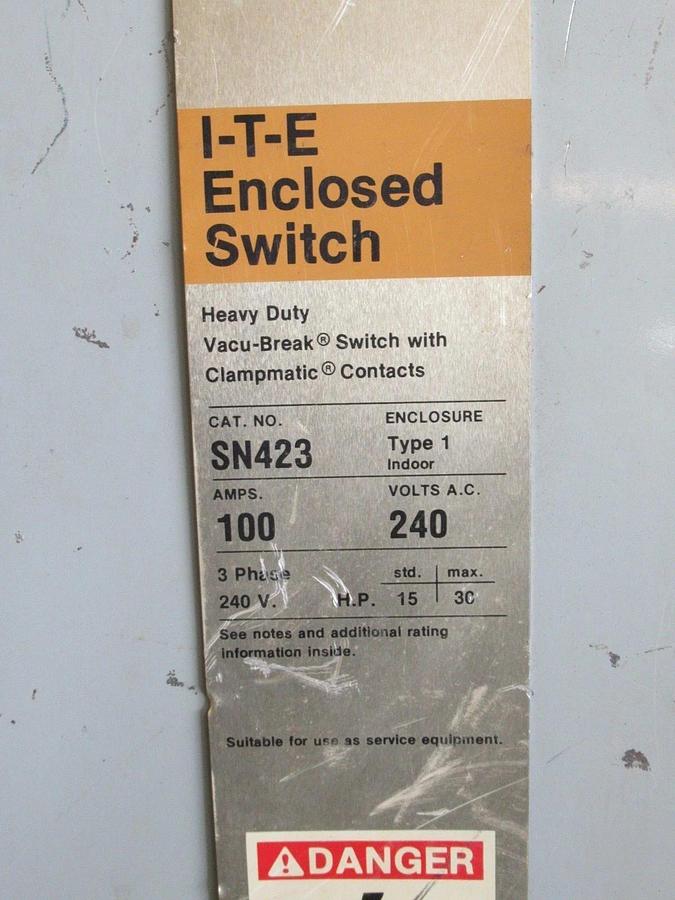 I-T-E
Enclosed
Switch
Heavy Duty
Vacu-Break® Switch with
Clampmatic® Contacts
CAT. NO. ENCLOSURE
SN423 Type 1
Indoor
AMPS. VOLTS A.C.
100 240
3 Phase std. max.
240 V. H.P. 15 30
See notes and additional rating
information inside.
Suitable for use as service equipment.
DANGER